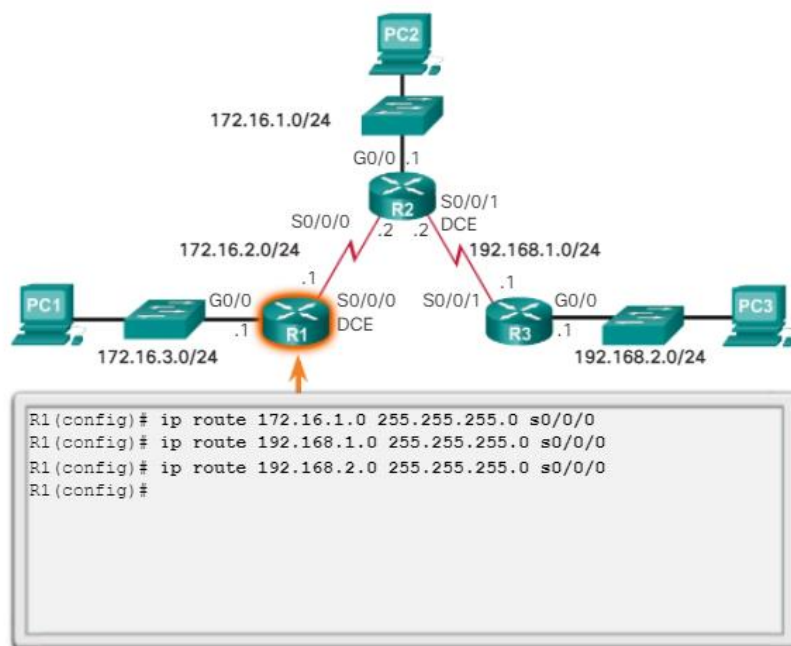 PC2
172.16.1.0/24
G0/0 .1
R2
S0/0/1
DCE
S0/0/0
.2 .2
172.16.2.0/24
192.168.1.0/24
.1 .1
PC1
G0/0
S0/0/0
S0/0/1
G0/0
PC3
.1
R1
DCE
R3
.1
172.16.3.0/24
192.168.2.0/24
R1(config)# ip route 172.16.1.0 255.255.255.0 s0/0/0
R1(config)# ip route 192.168.1.0 255.255.255.0 s0/0/0
R1(config)# ip route 192.168.2.0 255.255.255.0 s0/0/0
R1(config)#